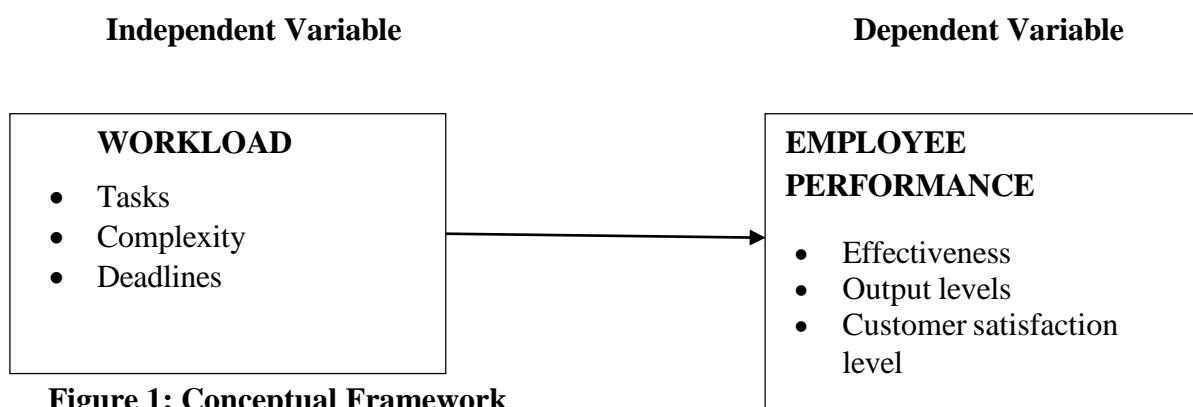 Independent Variable
Dependent Variable
WORKLOAD
• Tasks
• Complexity
• Deadlines
EMPLOYEE
PERFORMANCE
• Effectiveness
• Output levels
• Customer satisfaction
level
Figure 1: Conceptual Framework